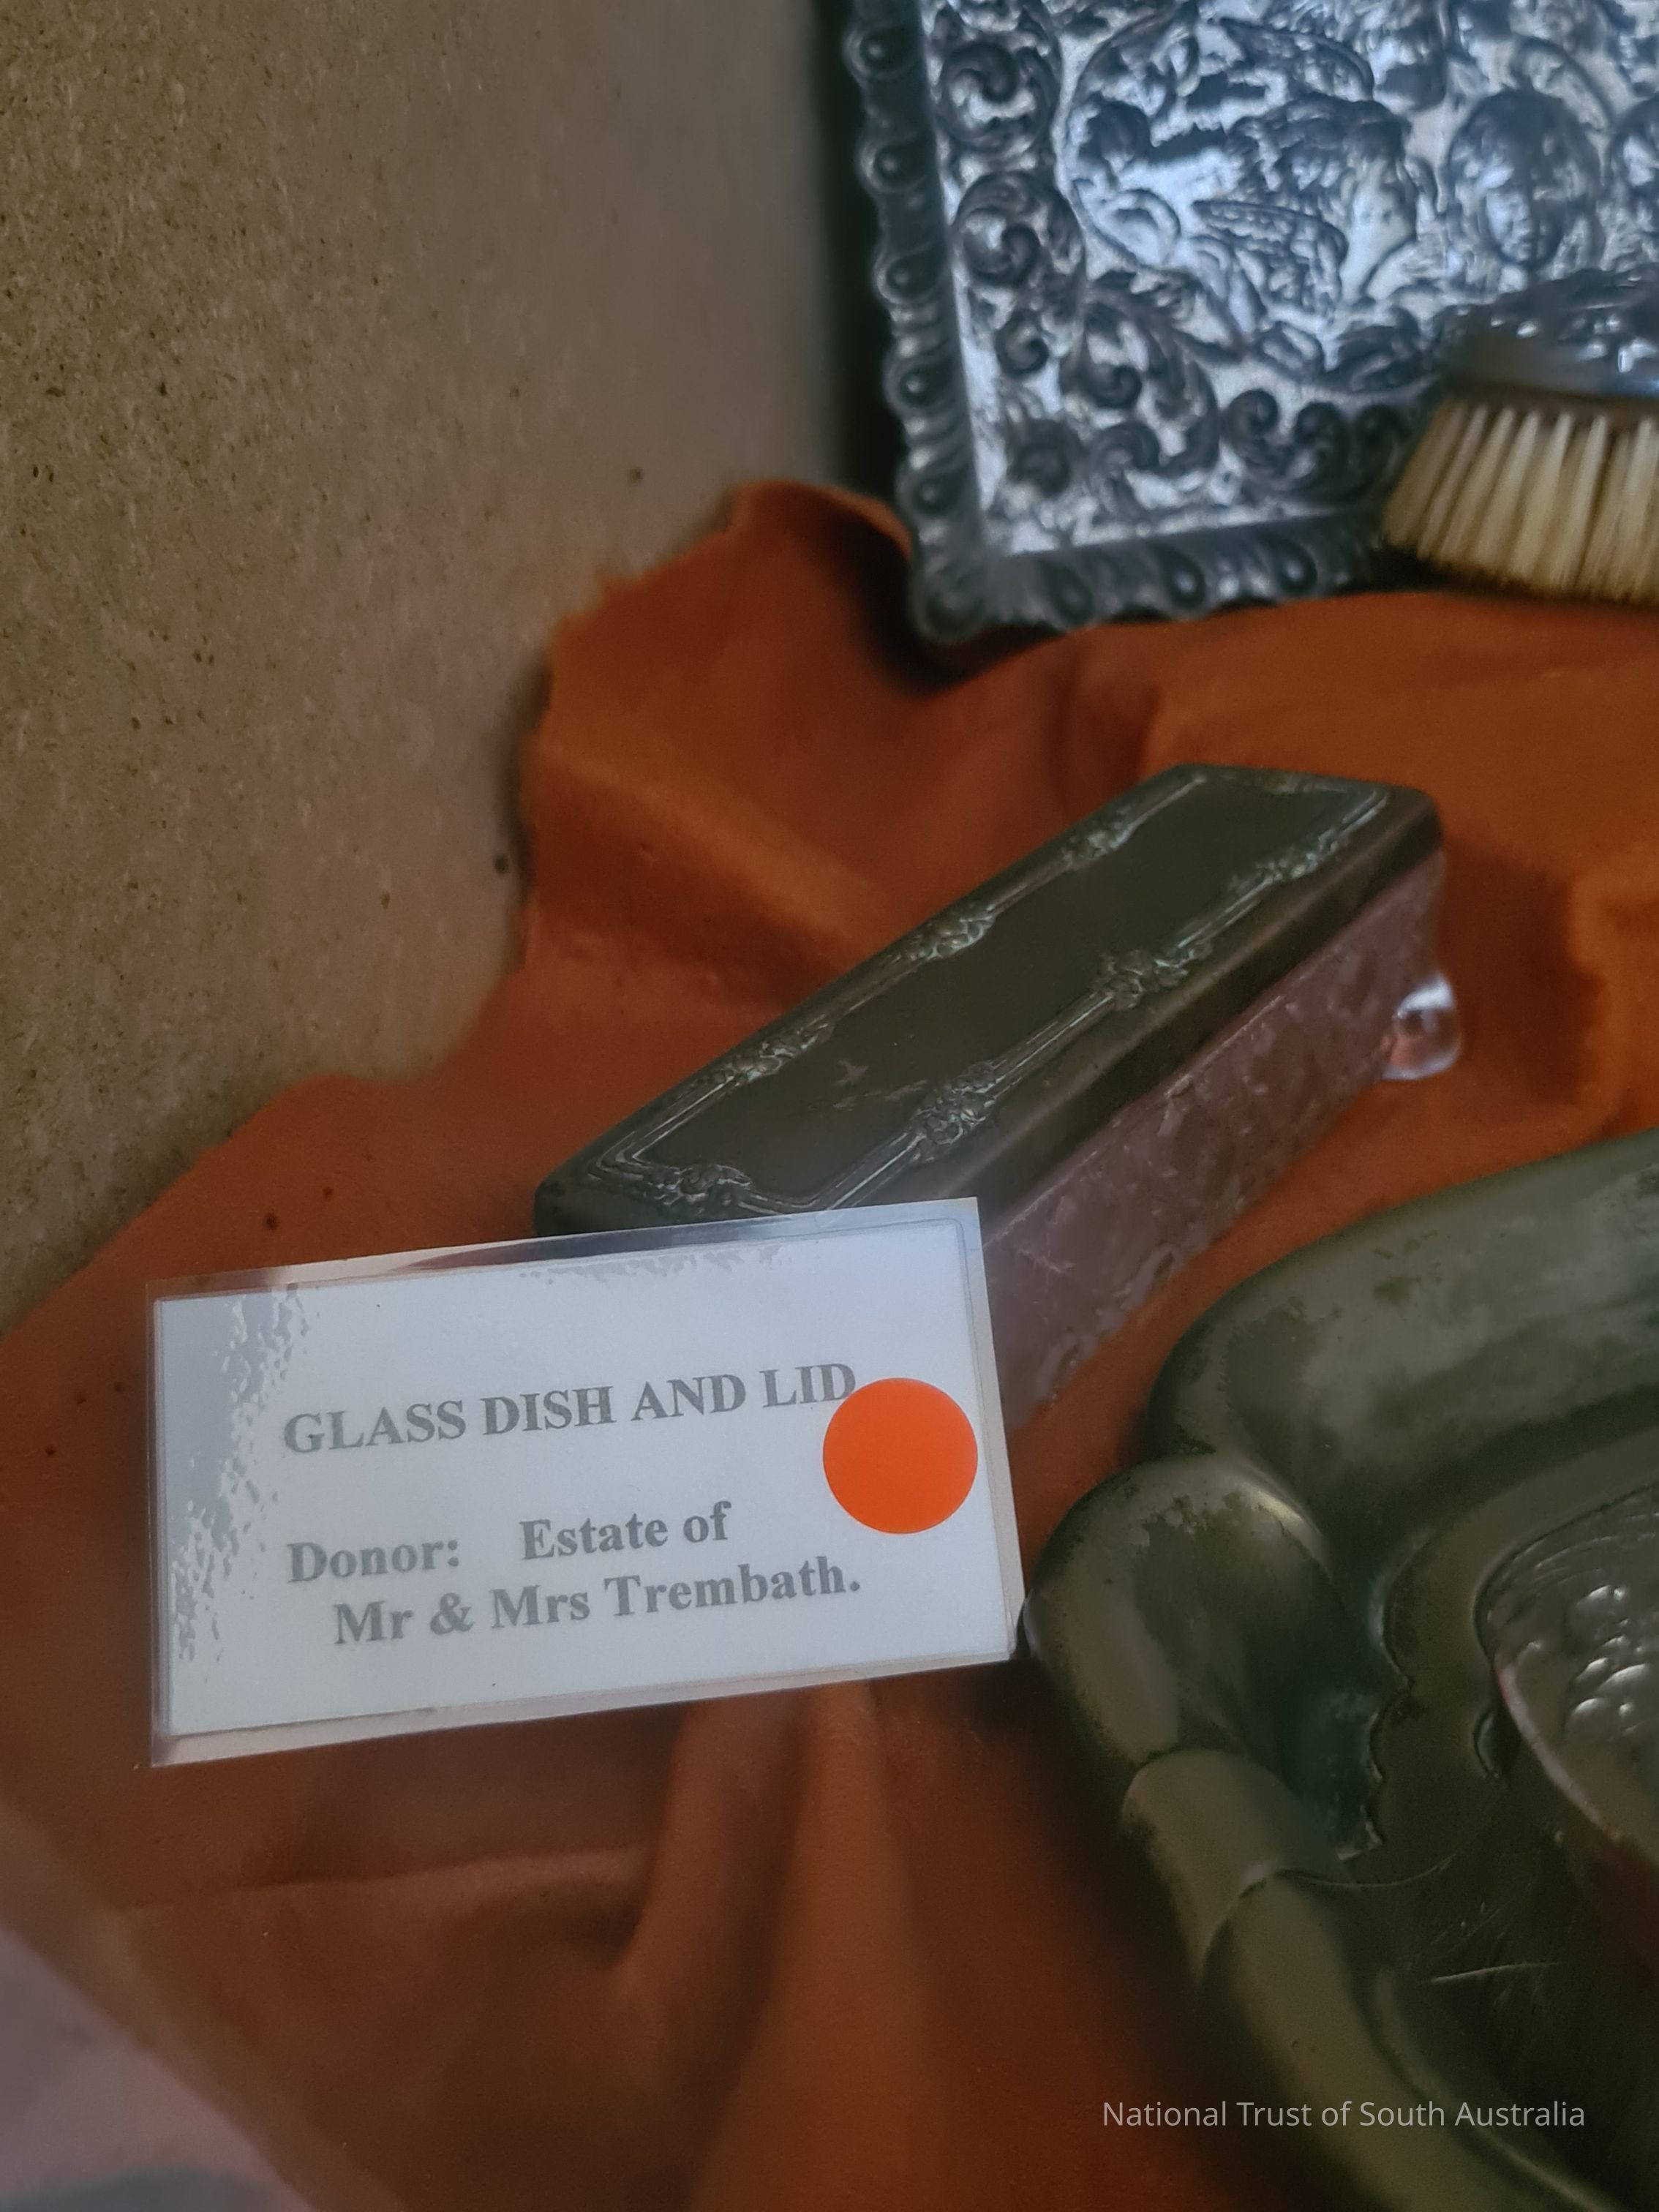 GLASS DISH AND LID
Donor: Estate of
Mr & Mrs Trembath.
National Trust of South Australia